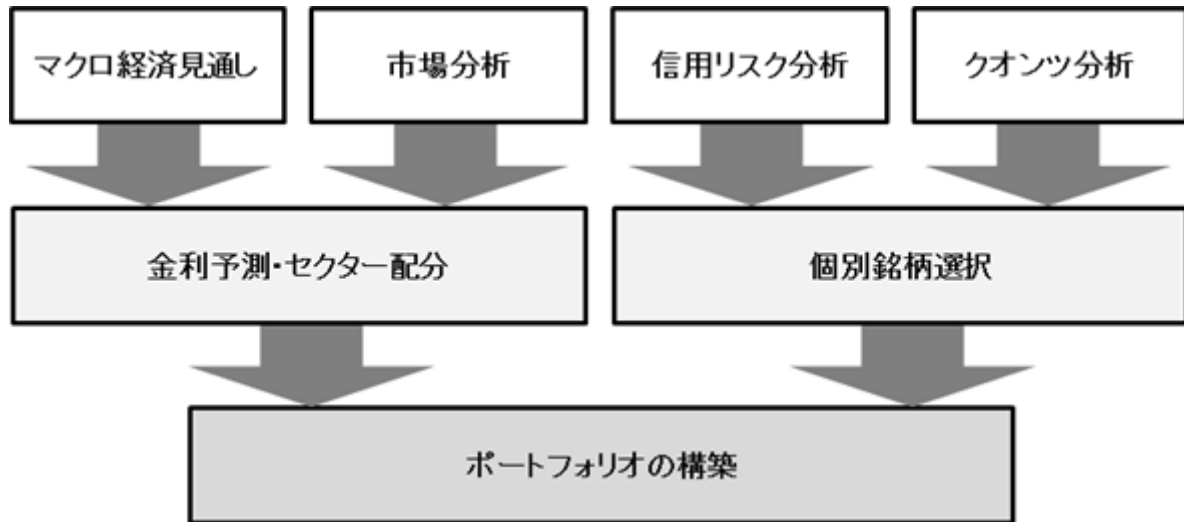 マクロ経済見通し
市場分析
信用リスク分析
クオンツ分析
金利予測・セクター配分
個別銘柄選択
ポートフォリオの構築